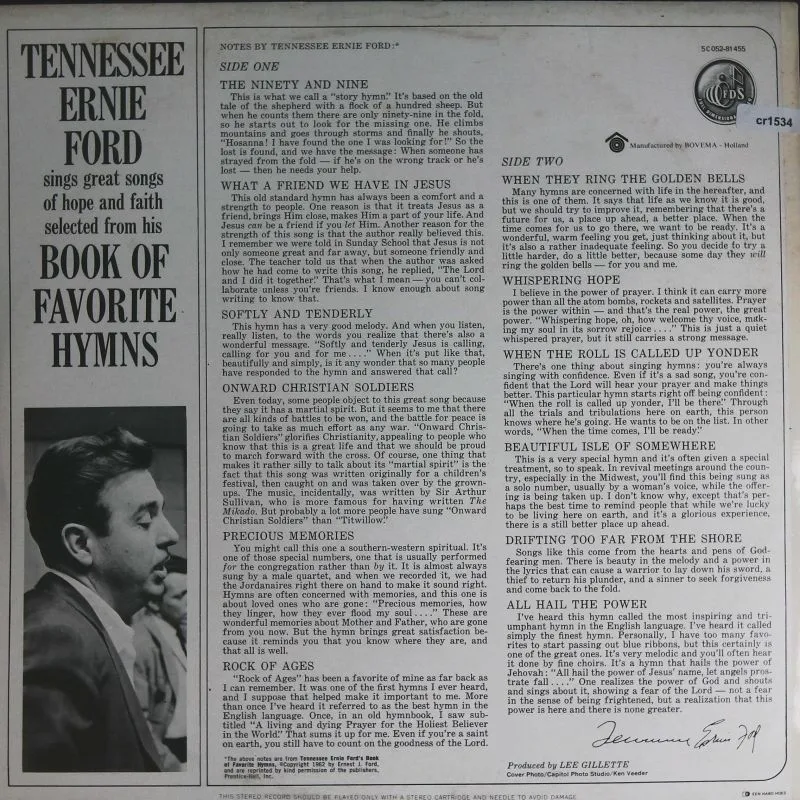 TENNESSEE
ERNIE
FORD
sings great songs
of hope and faith
selected from his
BOOK OF
FAVORITE
HYMNS
NOTES BY TENNESSEE ERNIE FORD:*
SIDE ONE
THE NINETY AND NINE
This is what we call a "story hymn." It's based on the old
tale of the shepherd with a flock of a hundred sheep. But
when he counts them there are only ninety-nine in the fold,
so he starts out to look for the missing one. He climbs
mountains and goes through storms and finally he shouts,
"Hosanna! I have found the one I was looking for!" So the
lost is found, and we have the message: When someone has
strayed from the fold — if he's on the wrong track or he's
lost — then he needs your help.
WHAT A FRIEND WE HAVE IN JESUS
This old standard hymn has always been a comfort and a
strength to people. One reason is that it treats Jesus as a
friend, brings Him close, makes Him a part of your life. And
Jesus can be a friend if you let Him. Another reason for the
strength of this song is that the author really believed this.
I remember we were told in Sunday School that Jesus is not
only someone great and far away, but someone friendly and
close. The teacher told us that when the author was asked
how he had come to write this song, he replied, "The Lord
and I did it together." That's what I mean — you can't col-
laborate unless you're friends. I know enough about song
writing to know that.
SOFTLY AND TENDERLY
This hymn has a very good melody. And when you listen,
really listen, to the words you realize that there's also a
wonderful message. "Softly and tenderly Jesus is calling,
calling for you and for me...." When it's put like that,
beautifully and simply, is it any wonder that so many people
have responded to the hymn and answered that call?
ONWARD CHRISTIAN SOLDIERS
Even today, some people object to this great song because
they say it has a martial spirit. But it seems to me that there
are all kinds of battles to be won, and the battle for peace is
going to take as much effort as any war. "Onward Chris-
tian Soldiers" glorifies Christianity, appealing to people who
know that this is a great life and that we should be proud
to march forward with the cross. Of course, one thing that
makes it rather silly to talk about its "martial spirit" is the
fact that this song was written originally for a children's
festival, then caught on and was taken over by the grown-
ups. The music, incidentally, was written by Sir Arthur
Sullivan, who is more famous for having written The
Mikado. But probably a lot more people have sung "Onward
Christian Soldiers" than "Titwillow."
PRECIOUS MEMORIES
You might call this one a southern-western spiritual. It's
one of those special numbers, one that is usually performed
for the congregation rather than by it. It is almost always
sung by a male quartet, and when we recorded it, we had
the Jordanaires right there on hand to make it sound right.
Hymns are often concerned with memories, and this one is
about loved ones who are gone: "Precious memories, how
they linger, how they ever flood my soul...." These are
wonderful memories about Mother and Father, who are gone
from you now. But the hymn brings great satisfaction be-
cause it reminds you that you know where they are, and
that all is well.
ROCK OF AGES
"Rock of Ages" has been a favorite of mine as far back as
I can remember. It was one of the first hymns I ever heard,
and I suppose that helped make it important to me. More
than once I've heard it referred to as the best hymn in the
English language. Once, in an old hymnbook, I saw sub-
titled "A living and dying Prayer for the Holiest Believer
in the World." That sums it up for me. Even if you're a saint
on earth, you still have to count on the goodness of the Lord.
*The above notes are from Tennessee Ernie Ford's Book
of Favorite Hymns, ©Copyright 1962 by Ernest J. Ford,
and are reprinted by kind permission of the publishers,
Prentice-Hall, Inc.
5C 052-81 455
FDS
cr1534
Manufactured by BOVEMA - Holland
SIDE TWO
WHEN THEY RING THE GOLDEN BELLS
Many hymns are concerned with life in the hereafter, and
this is one of them. It says that life as we know it is good,
but we should try to improve it, remembering that there's a
future for us, a place up ahead, a better place. When the
time comes for us to go there, we want to be ready. It's a
wonderful, warm feeling you get, just thinking about it, but
it's also a rather inadequate feeling. So you decide to try a
little harder, do a little better, because some day they will
ring the golden bells — for you and me.
WHISPERING HOPE
I believe in the power of prayer. I think it can carry more
power than all the atom bombs, rockets and satellites. Prayer
is the power within — and that's the real power, the great
power. "Whispering hope, oh, how welcome thy voice, mak-
ing my soul in its sorrow rejoice...." This is just a quiet
whispered prayer, but it still carries a strong message.
WHEN THE ROLL IS CALLED UP YONDER
There's one thing about singing hymns: you're always
singing with confidence. Even if it's a sad song, you're con-
fident that the Lord will hear your prayer and make things
better. This particular hymn starts right off being confident:
"When the roll is called up yonder, I'll be there." Through
all the trials and tribulations here on earth, this person
knows where he's going. He wants to be on the list. In other
words, "When the time comes, I'll be ready."
BEAUTIFUL ISLE OF SOMEWHERE
This is a very special hymn and it's often given a special
treatment, so to speak. In revival meetings around the coun-
try, especially in the Midwest, you'll find this being sung as
a solo number, usually by a woman's voice, while the offer-
ing is being taken up. I don't know why, except that's per-
haps the best time to remind people that while we're lucky
to be living here on earth, and it's a glorious experience,
there is a still better place up ahead.
DRIFTING TOO FAR FROM THE SHORE
Songs like this come from the hearts and pens of God-
fearing men. There is beauty in the melody and a power in
the lyrics that can cause a warrior to lay down his sword, a
thief to return his plunder, and a sinner to seek forgiveness
and come back to the fold.
ALL HAIL THE POWER
I've heard this hymn called the most inspiring and tri-
umphant hymn in the English language. I've heard it called
simply the finest hymn. Personally, I have too many favo-
rites to start passing out blue ribbons, but this certainly is
one of the great ones. It's very melodic and you'll often hear
it done by fine choirs. It's a hymn that hails the power of
Jehovah: "All hail the power of Jesus' name, let angels pros-
trate fall...." One realizes the power of God and shouts
and sings about it, showing a fear of the Lord — not a fear
in the sense of being frightened, but a realization that this
power is here and there is none greater.
Tennessee Ernie Ford
Produced by LEE GILLETTE
Cover Photo/Capitol Photo Studio/Ken Veeder
THIS STEREO RECORD SHOULD BE PLAYED ONLY WITH A STEREO CARTRIDGE AND NEEDLE TO AVOID DAMAGE